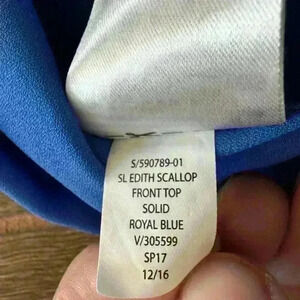 S/590789-01
SL EDITH SCALLOP
FRONT TOP
SOLID
ROYAL BLUE
V/305599
SP17
12/16